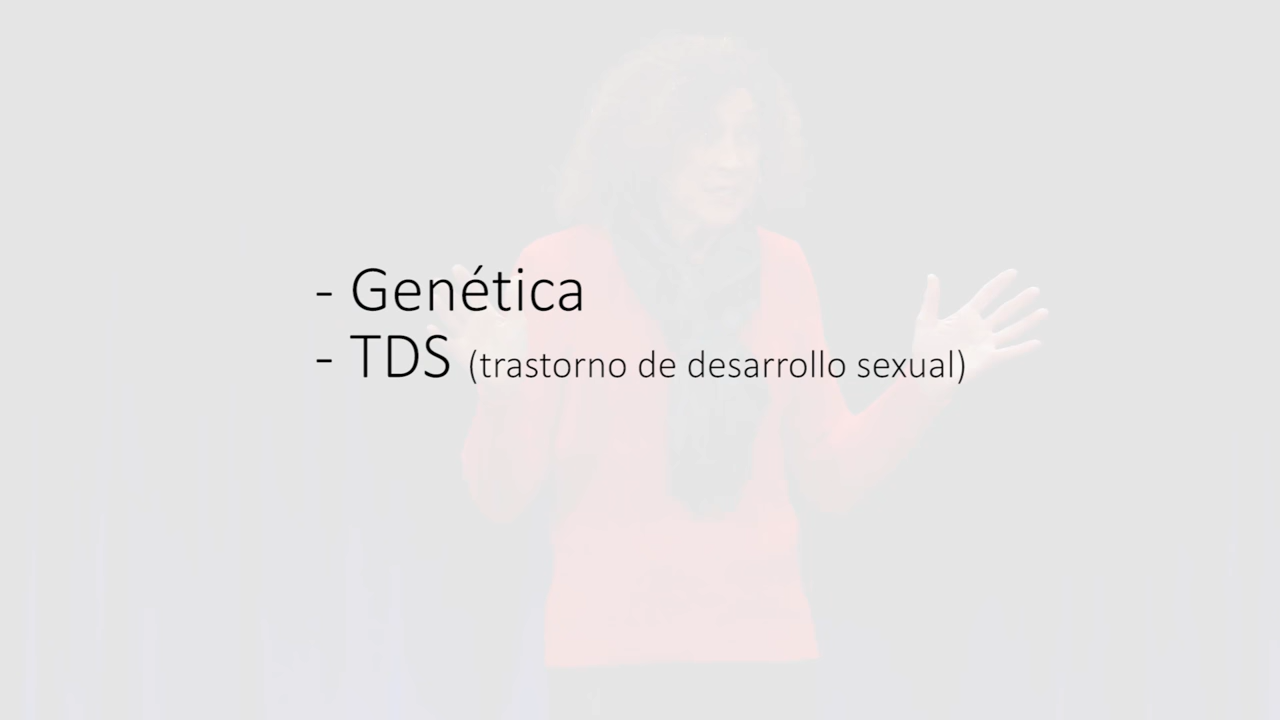 - Genética
- TDS (trastorno de desarrollo sexual)